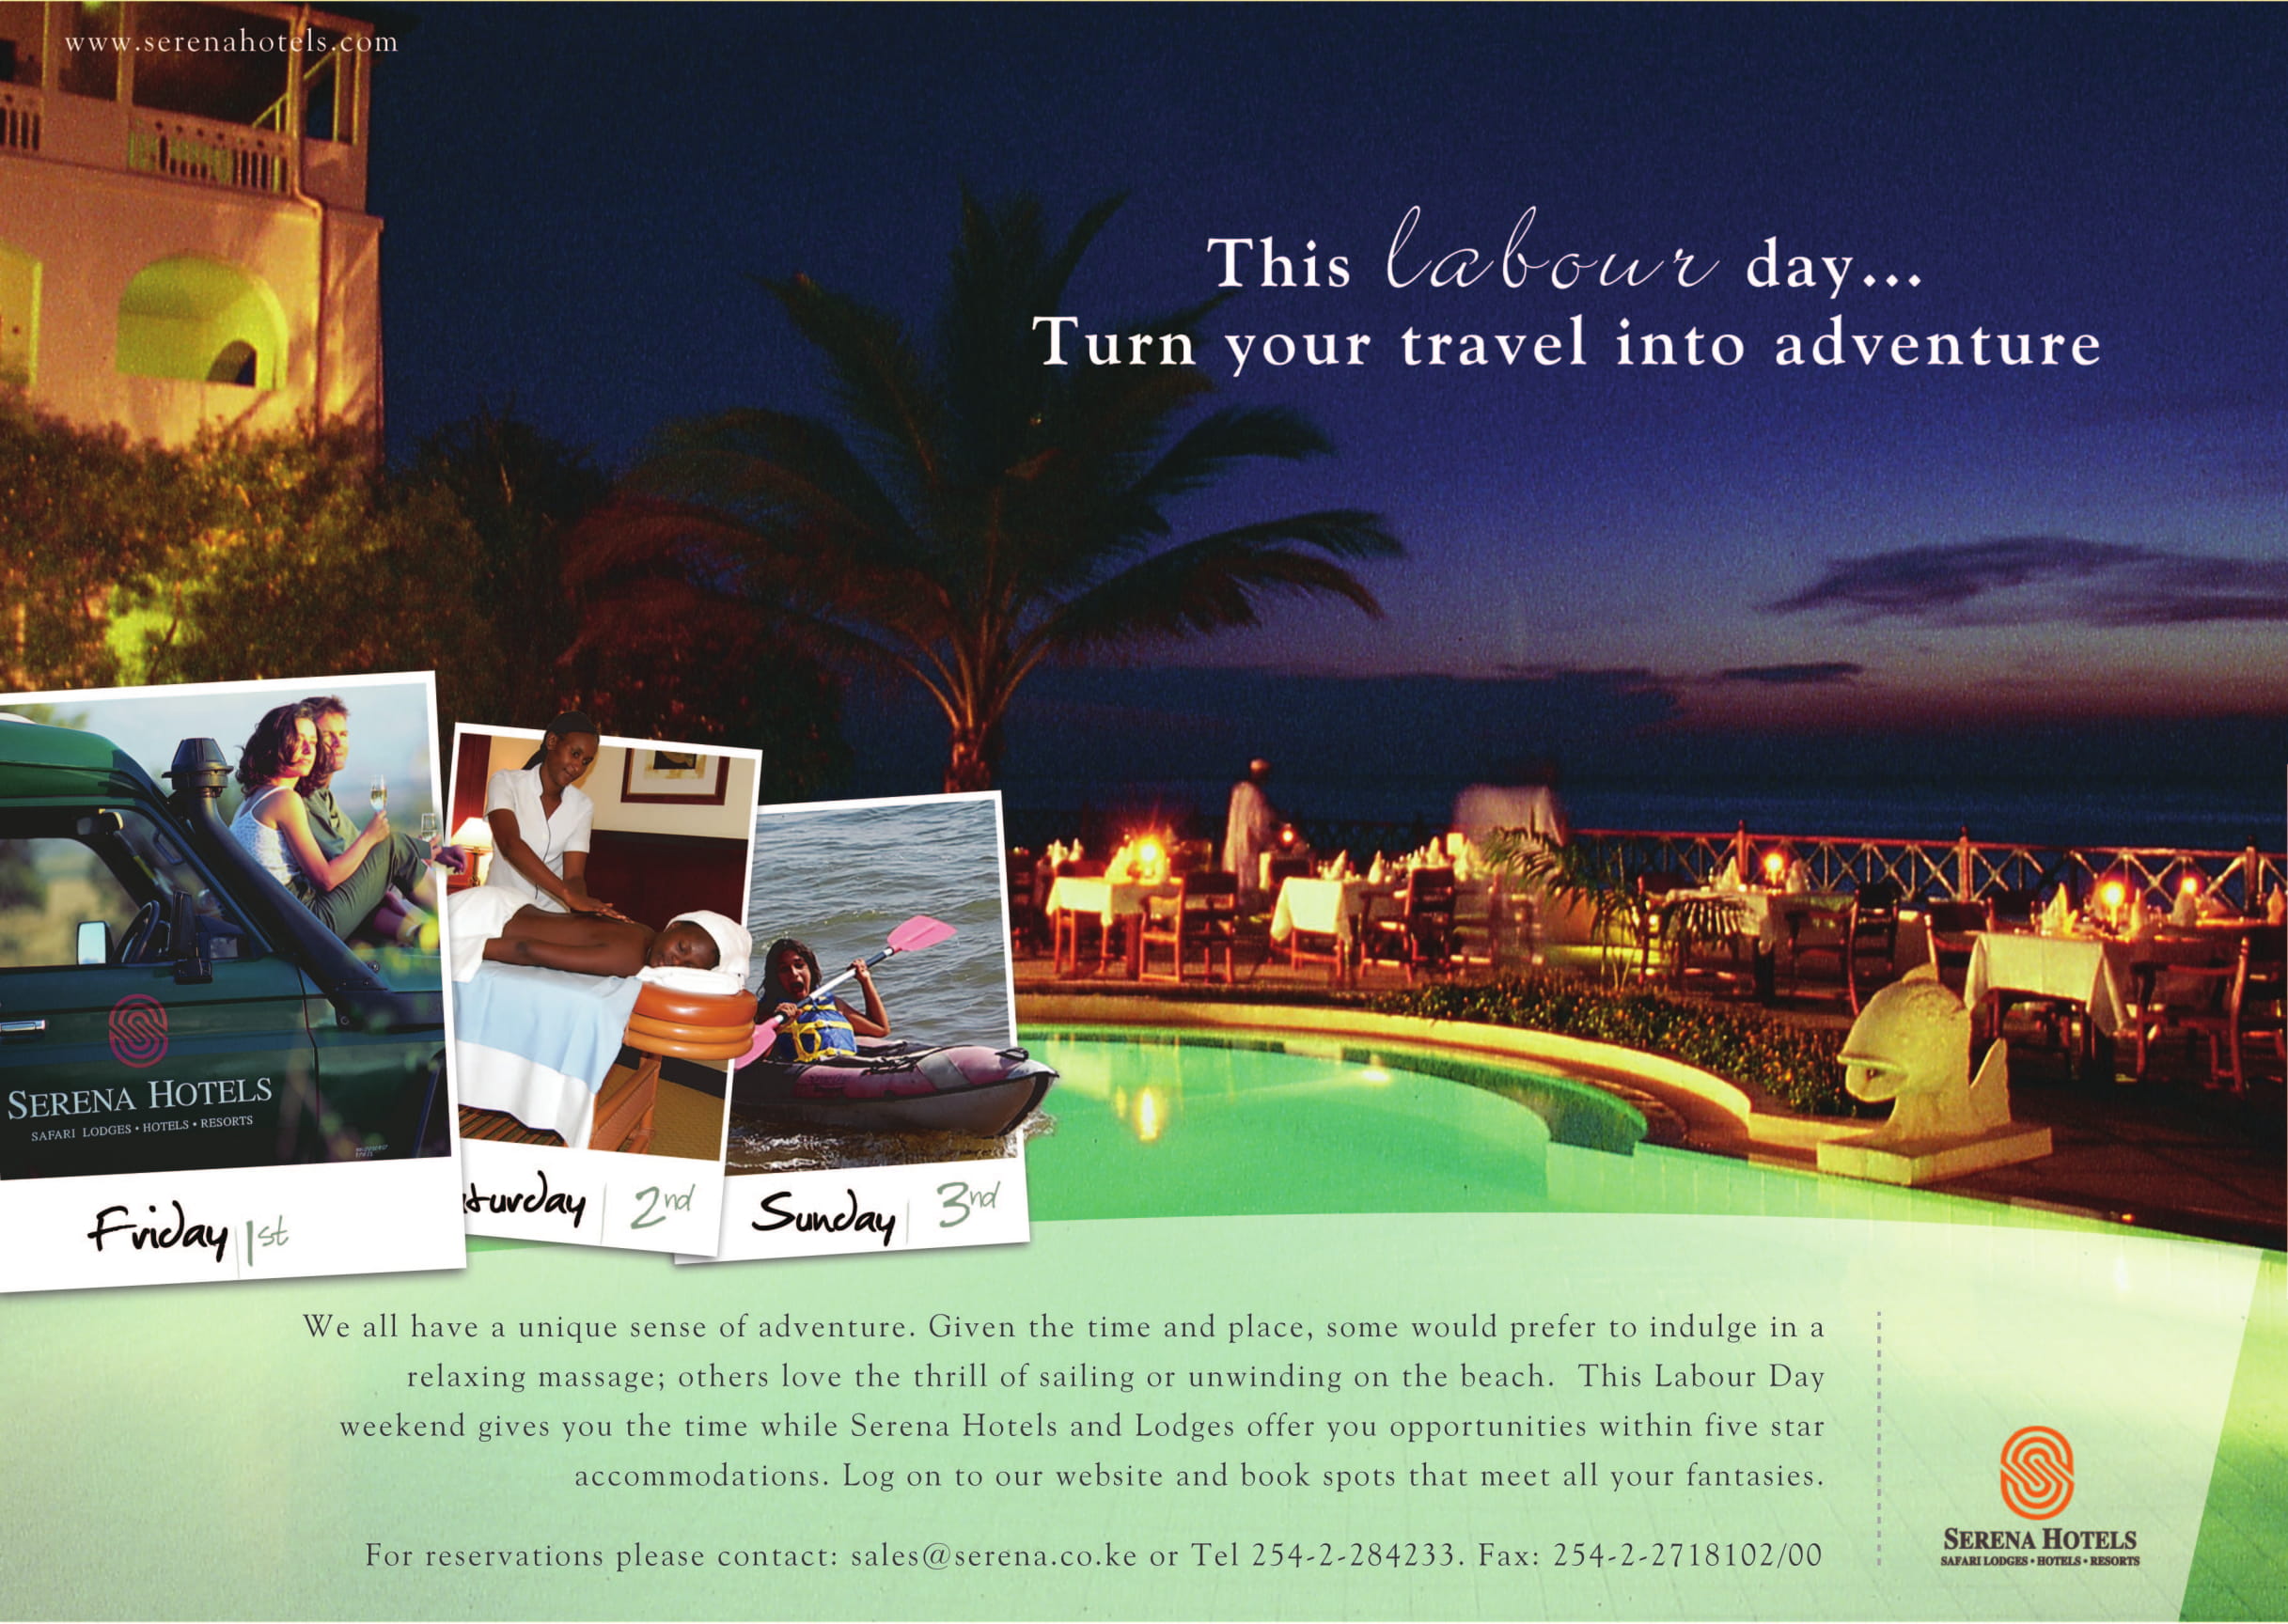 www.serenahotels.com
This labour day...
Turn your travel into adventure
SERENA HOTELS
SAFARI LODGES • HOTELS • RESORTS
Friday 1st
turday 2nd
Sunday 3nd
We all have a unique sense of adventure. Given the time and place, some would prefer to indulge in a
relaxing massage; others love the thrill of sailing or unwinding on the beach. This Labour Day
weekend gives you the time while Serena Hotels and Lodges offer you opportunities within five star
accommodations. Log on to our website and book spots that meet all your fantasies.
For reservations please contact: sales@serena.co.ke or Tel 254-2-284233. Fax: 254-2-2718102/00
SERENA HOTELS
SAFARI LODGES • HOTELS • RESORTS